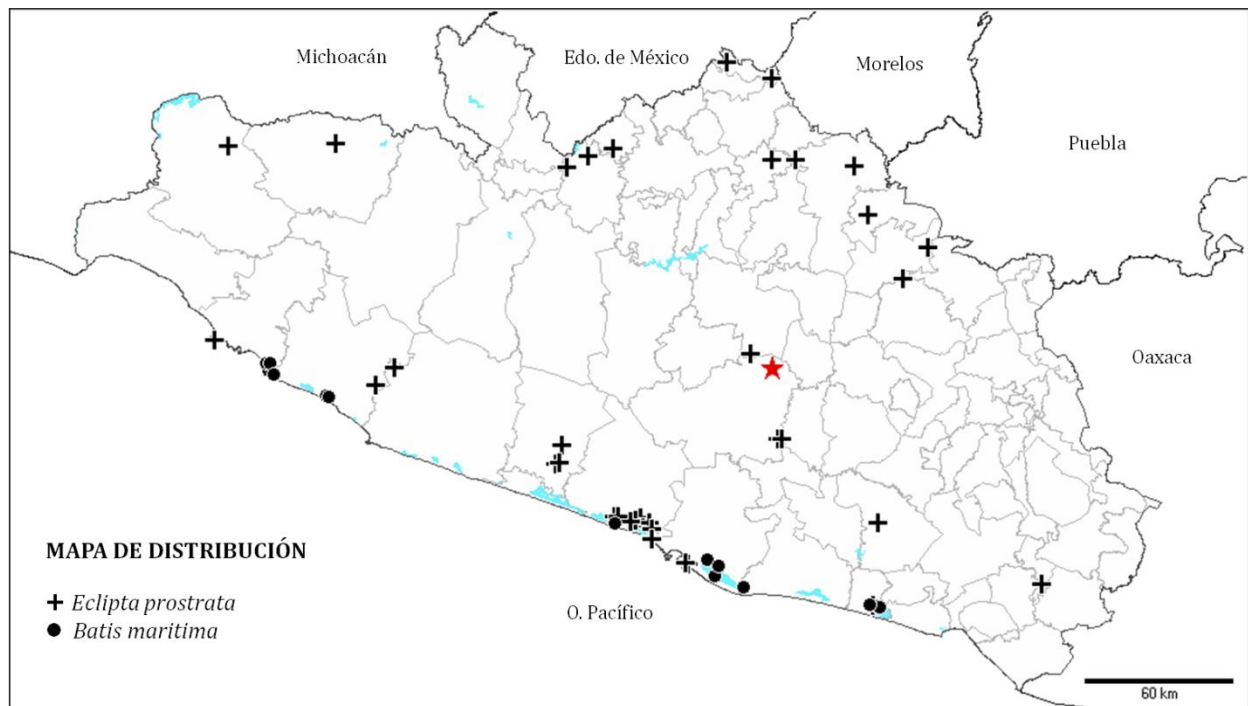 Michoacán
Edo. de México
Morelos
Puebla
Oaxaca
MAPA DE DISTRIBUCIÓN
Eclipta prostrata
Batis maritima
O. Pacífico
60 km